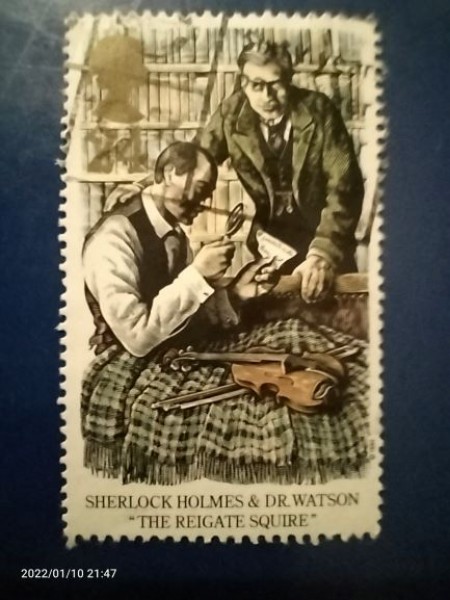 SHERLOCK HOLMES & DR. WATSON
"THE REIGATE SQUIRE"
2022/01/10 21:47